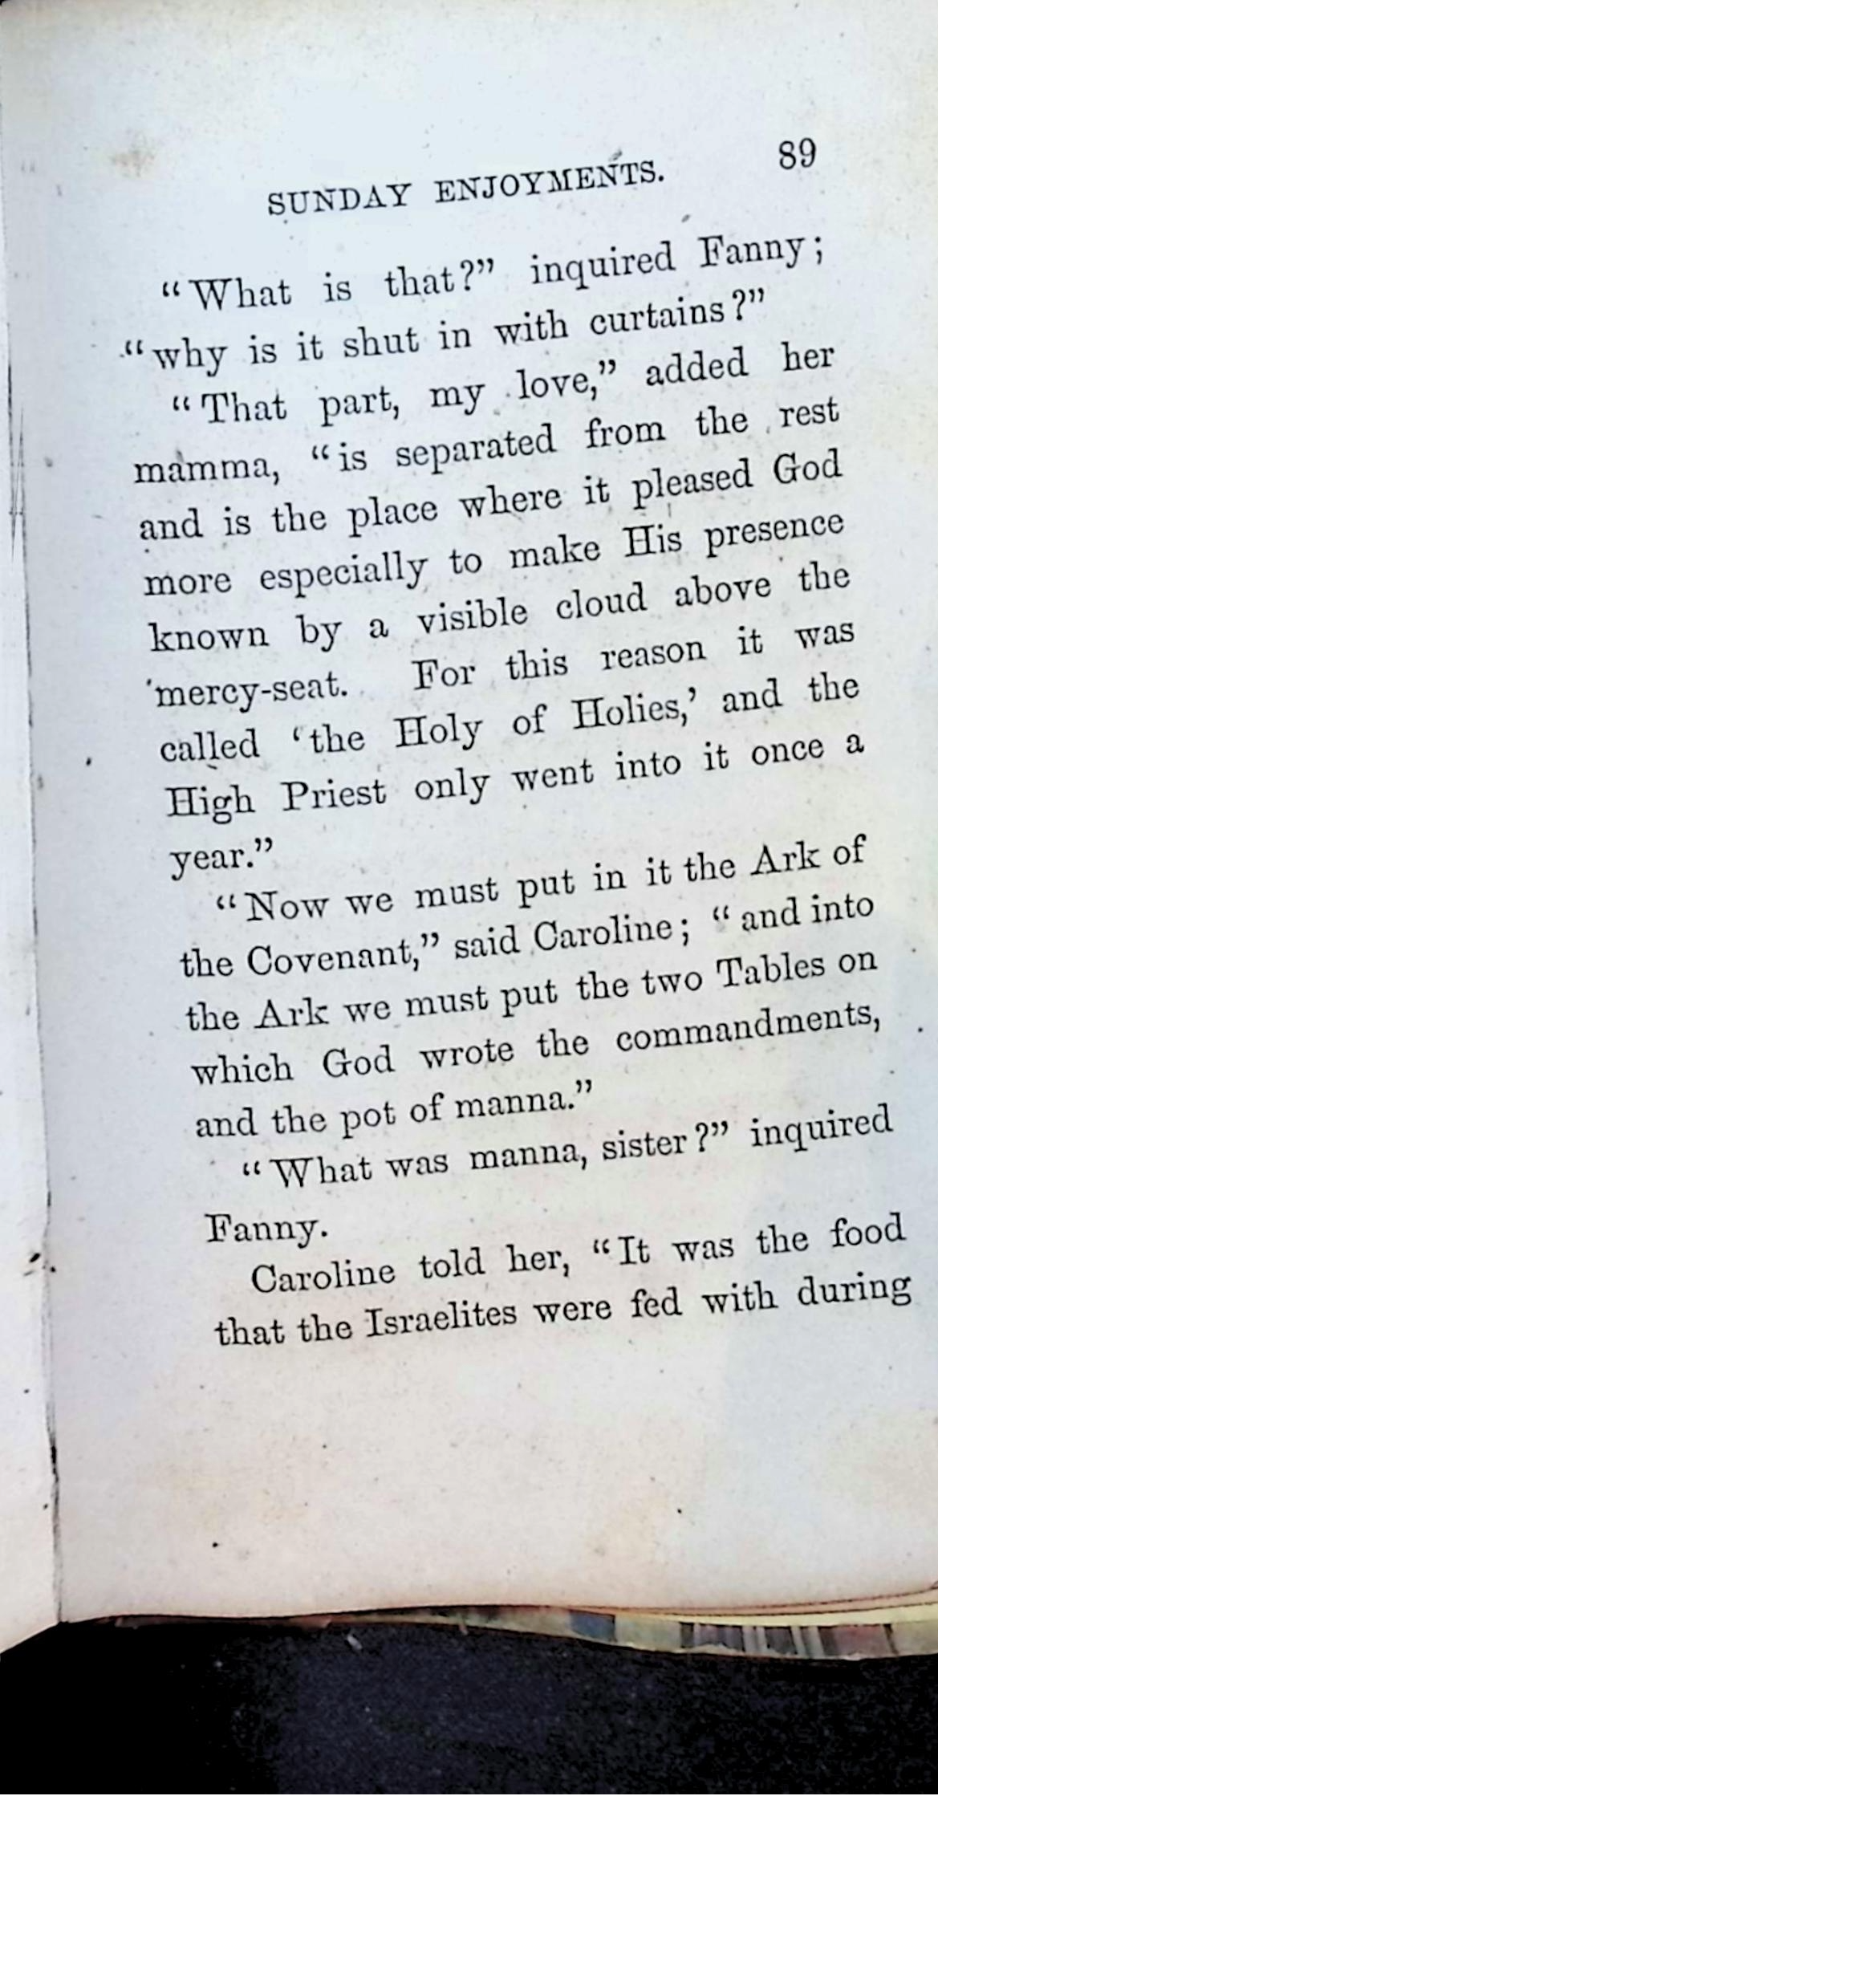 SUNDAY ENJOYMENTS. 89
“What is that?” inquired Fanny;
“why is it shut in with curtains?”
“That part, my love,” added her
mamma, “is separated from the rest
and is the place where it pleased God
more especially to make His presence
known by a visible cloud above the
mercy-seat. For this reason it was
called ‘the Holy of Holies,’ and the
High Priest only went into it once a
year.”
“Now we must put in it the Ark of
the Covenant,” said Caroline; “and into
the Ark we must put the two Tables on
which God wrote the commandments,
and the pot of manna.”
“What was manna, sister?” inquired
Fanny.
Caroline told her, “It was the food
that the Israelites were fed with during